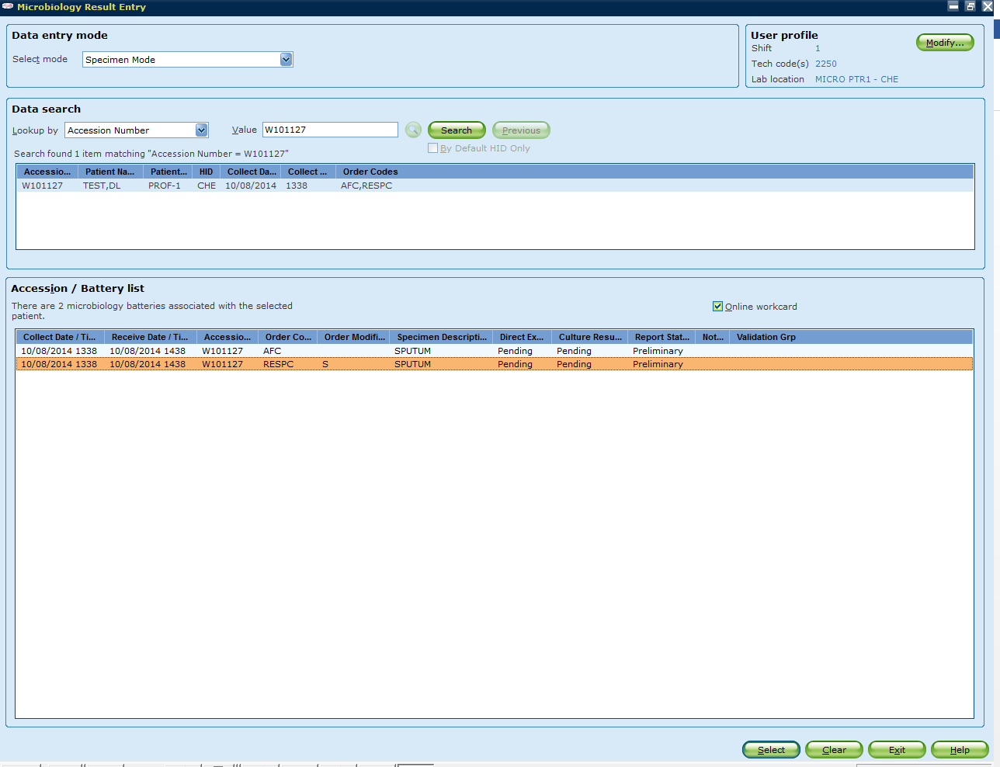 Microbiology Result Entry
Data entry mode
Select mode Specimen Mode
User profile
Modify...
Shift 1
Tech code(s) 2250
Lab location MICRO PTR1 - CHE
Data search
Lookup by Accession Number Value W101127 Search Previous
By Default HID Only
Search found 1 item matching "Accession Number = W101127"
Accessio... Patient Na... Patient... HID Collect Da... Collect ... Order Codes
W101127 TEST,DL PROF-1 CHE 10/08/2014 1338 AFC,RESPC
Accession / Battery list
There are 2 microbiology batteries associated with the selected
patient.
Online workcard
Collect Date / Ti... Receive Date / Ti... Accessio... Order Co... Order Modifi... Specimen Descripti... Direct Ex... Culture Resu... Report Stat... Not... Validation Grp
10/08/2014 1338 10/08/2014 1438 W101127 AFC SPUTUM Pending Pending Preliminary
10/08/2014 1338 10/08/2014 1438 W101127 RESPC S SPUTUM Pending Pending Preliminary
Select Clear Exit Help